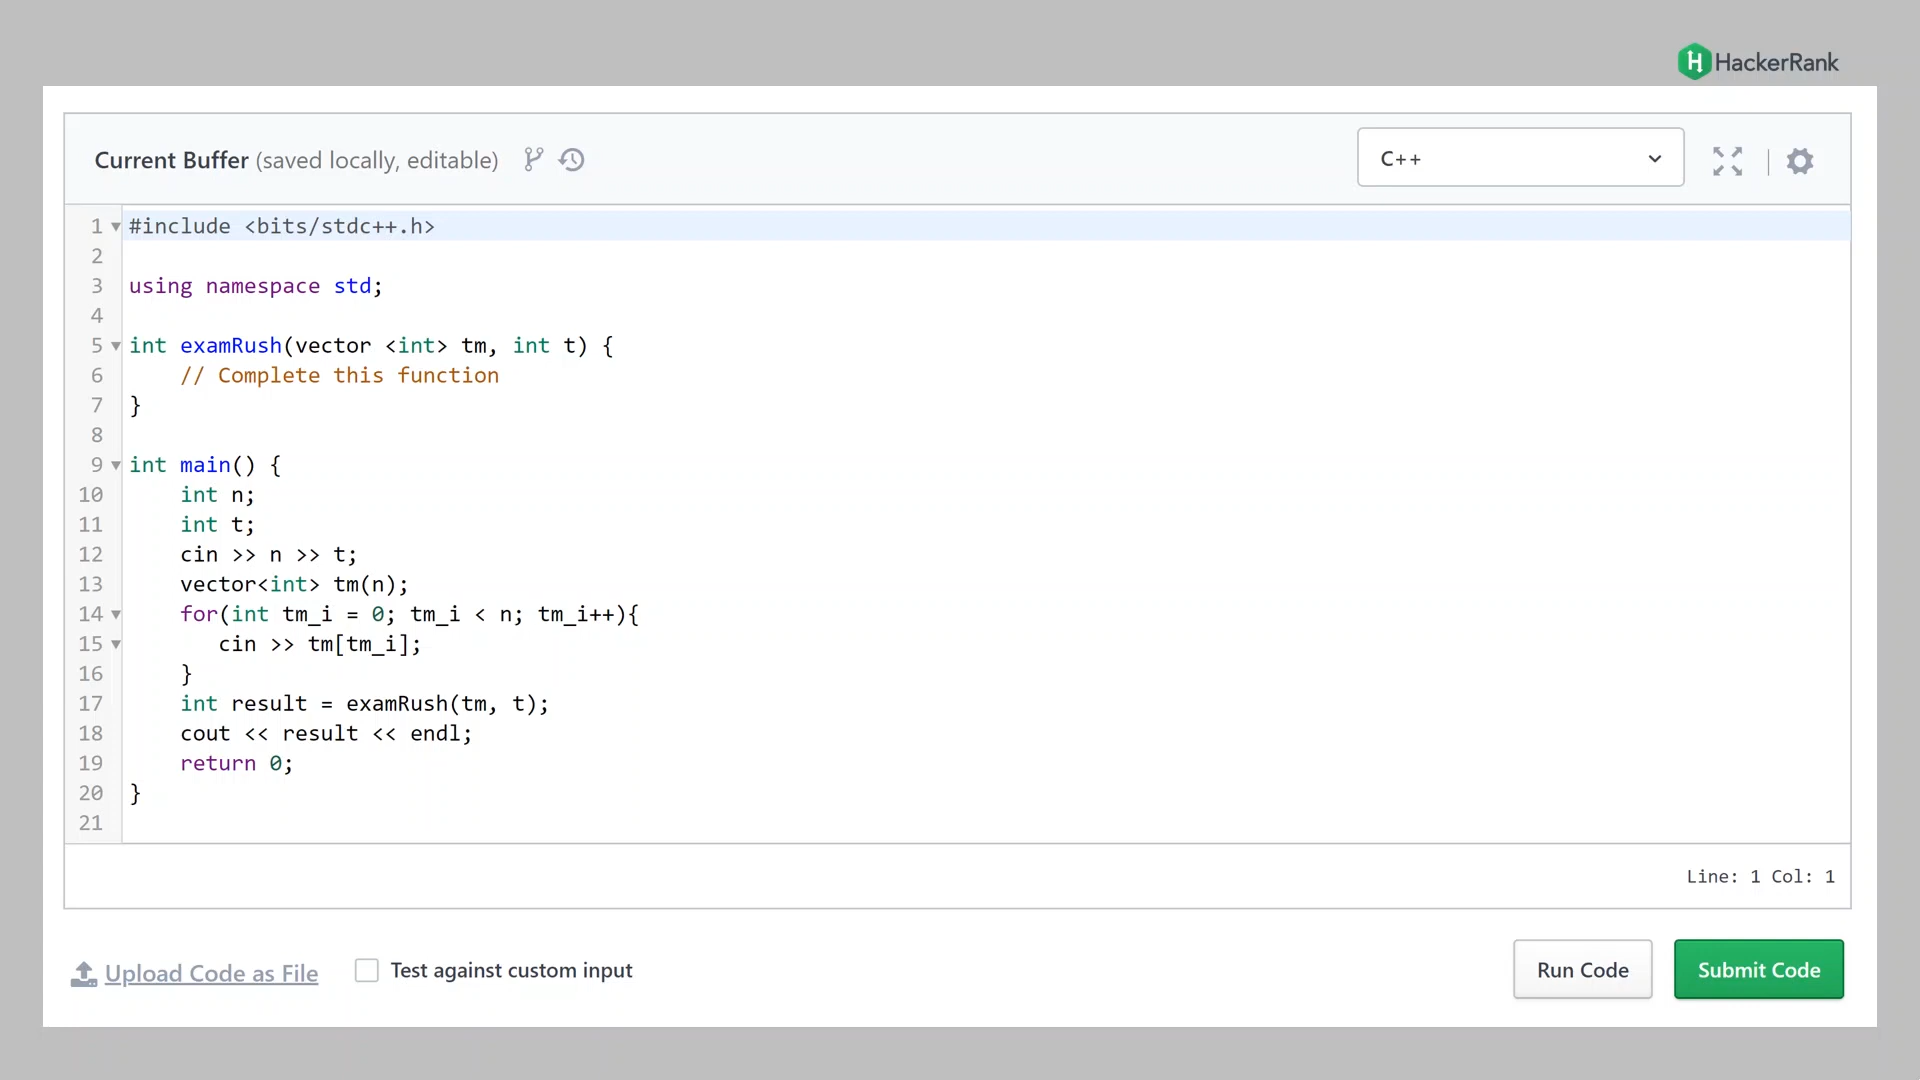 HackerRank
Current Buffer (saved locally, editable)
C++
1 #include <bits/stdc++.h>
2
3 using namespace std;
4
5 int examRush(vector <int> tm, int t) {
6     // Complete this function
7 }
8
9 int main() {
10     int n;
11     int t;
12     cin >> n >> t;
13     vector<int> tm(n);
14     for(int tm_i = 0; tm_i < n; tm_i++){
15        cin >> tm[tm_i];
16     }
17     int result = examRush(tm, t);
18     cout << result << endl;
19     return 0;
20 }
21
Line: 1 Col: 1
Upload Code as File
Test against custom input
Run Code
Submit Code